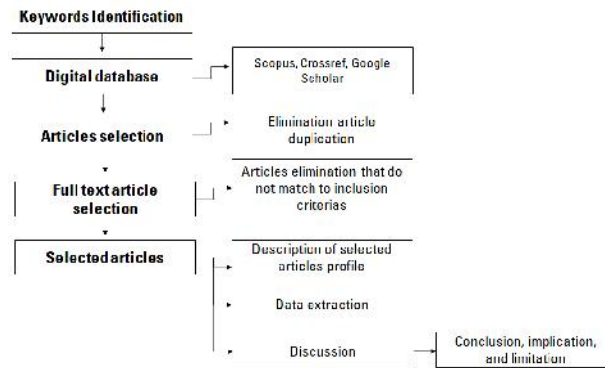 Keywords Identification
Digital database
Scopus, Crossref, Google
Scholar
Articles selection
Elimination article
duplication
Full text article
selection
Articles elimination that do
not match to inclusion
criterias
Selected articles
Description of selected
articles profile
Data extraction
Discussion
Conclusion, implication,
and limitation